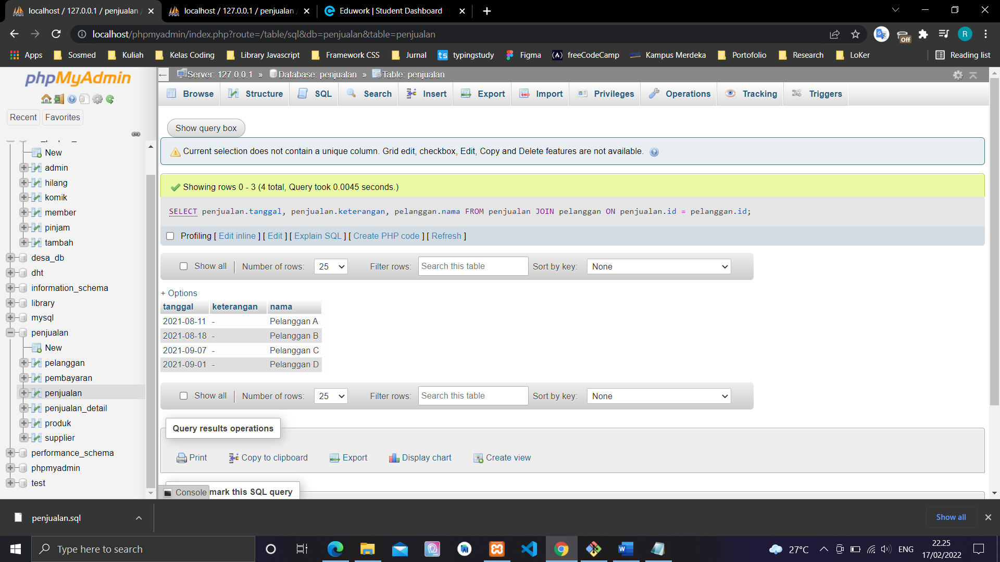 localhost / 127.0.0.1 / penjualan
localhost / 127.0.0.1 / penjualan
Eduwork | Student Dashboard
localhost/phpmyadmin/index.php?route=/table/sql&db=penjualan&table=penjualan
Off
R
Apps
Sosmed
Kuliah
Kelas Coding
Library Javascript
Framework CSS
Jurnal
ts typingstudy
Figma
(A) freeCodeCamp
Kampus Merdeka
Portofolio
Research
LoKer
Reading list
phpMyAdmin
Recent
Favorites
New
admin
hilang
komik
member
pinjam
tambah
desa_db
dht
information_schema
library
mysql
penjualan
New
pelanggan
pembayaran
penjualan
penjualan_detail
produk
supplier
performance_schema
phpmyadmin
test
Server: 127.0.0.1 » Database: penjualan » Table: penjualan
Browse
Structure
SQL
Search
Insert
Export
Import
Privileges
Operations
Tracking
Triggers
Show query box
Current selection does not contain a unique column. Grid edit, checkbox, Edit, Copy and Delete features are not available.
Showing rows 0 - 3 (4 total, Query took 0.0045 seconds.)
SELECT penjualan.tanggal, penjualan.keterangan, pelanggan.nama FROM penjualan JOIN pelanggan ON penjualan.id = pelanggan.id;
Profiling [ Edit inline ] [ Edit ] [ Explain SQL ] [ Create PHP code ] [ Refresh ]
Show all | Number of rows: 25 Filter rows: Search this table Sort by key: None
+ Options
tanggal keterangan nama
2021-08-11 - Pelanggan A
2021-08-18 - Pelanggan B
2021-09-07 - Pelanggan C
2021-09-01 - Pelanggan D
Show all | Number of rows: 25 Filter rows: Search this table Sort by key: None
Query results operations
Print
Copy to clipboard
Export
Display chart
Create view
Console
mark this SQL query
penjualan.sql
Show all
Type here to search
27°C
ENG
22.25
17/02/2022